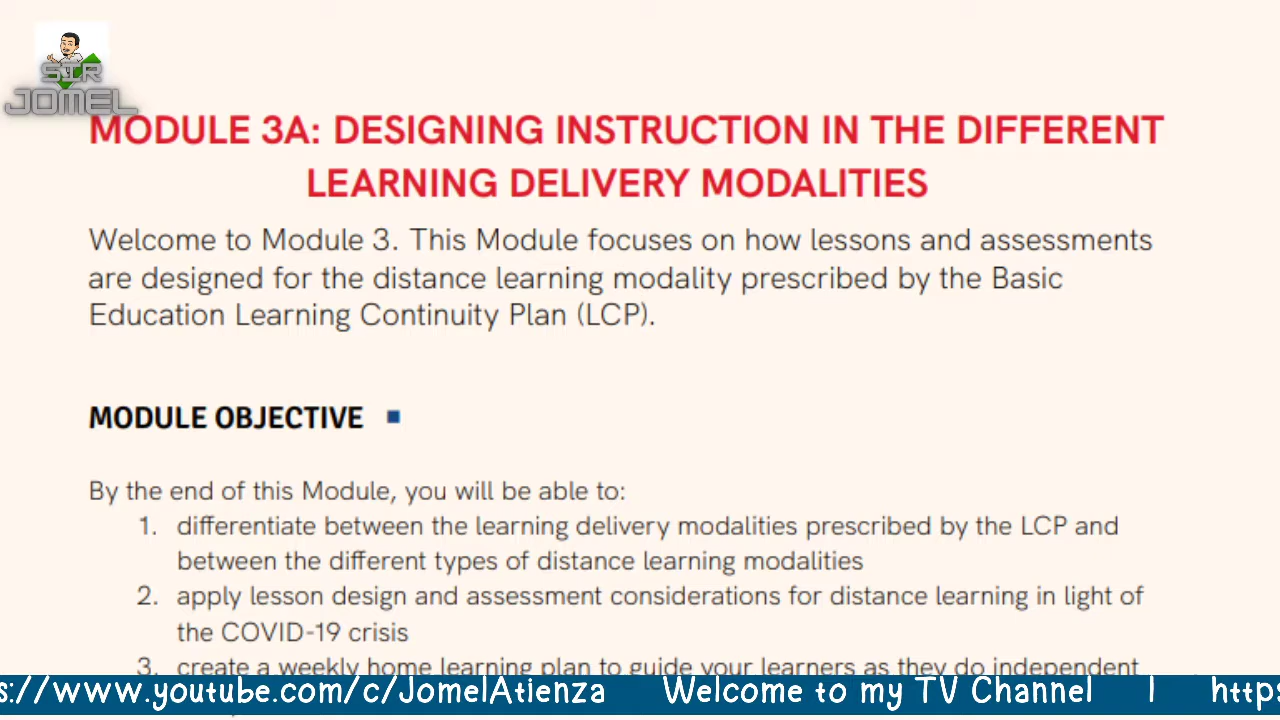 SIR
JOMEL
MODULE 3A: DESIGNING INSTRUCTION IN THE DIFFERENT
LEARNING DELIVERY MODALITIES
Welcome to Module 3. This Module focuses on how lessons and assessments
are designed for the distance learning modality prescribed by the Basic
Education Learning Continuity Plan (LCP).
MODULE OBJECTIVE
By the end of this Module, you will be able to:
1. differentiate between the learning delivery modalities prescribed by the LCP and
between the different types of distance learning modalities
2. apply lesson design and assessment considerations for distance learning in light of
the COVID-19 crisis
3. create a weekly home learning plan to guide your learners as they do independent
s://www.youtube.com/c/JomelAtienza Welcome to my TV Channel | https